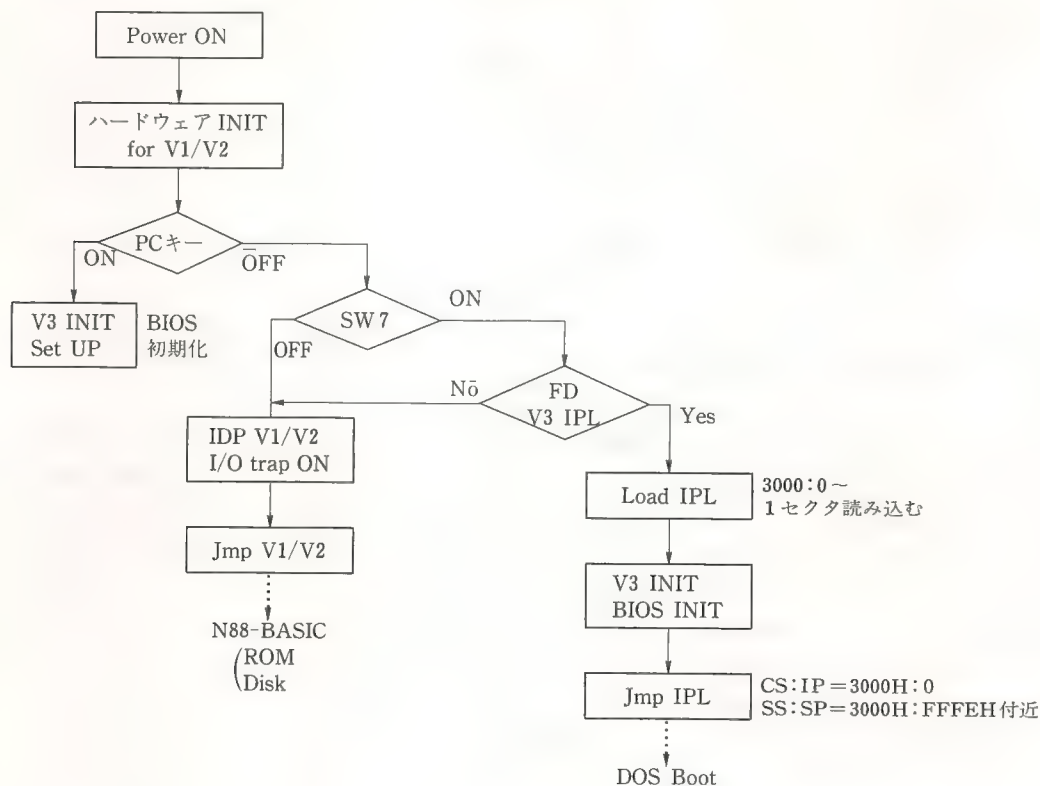 Power ON
ハードウェア INIT
for V1/V2
PCキー
ON
OFF
V3 INIT
Set UP
BIOS
初期化
SW 7
ON
OFF
FD
V3 IPL
No
Yes
IDP V1/V2
I/O trap ON
Jmp V1/V2
N88-BASIC
(ROM
Disk
Load IPL
3000:0～
1セクタ読み込む
V3 INIT
BIOS INIT
Jmp IPL
CS:IP=3000H:0
SS:SP=3000H:FFFEH付近
DOS Boot